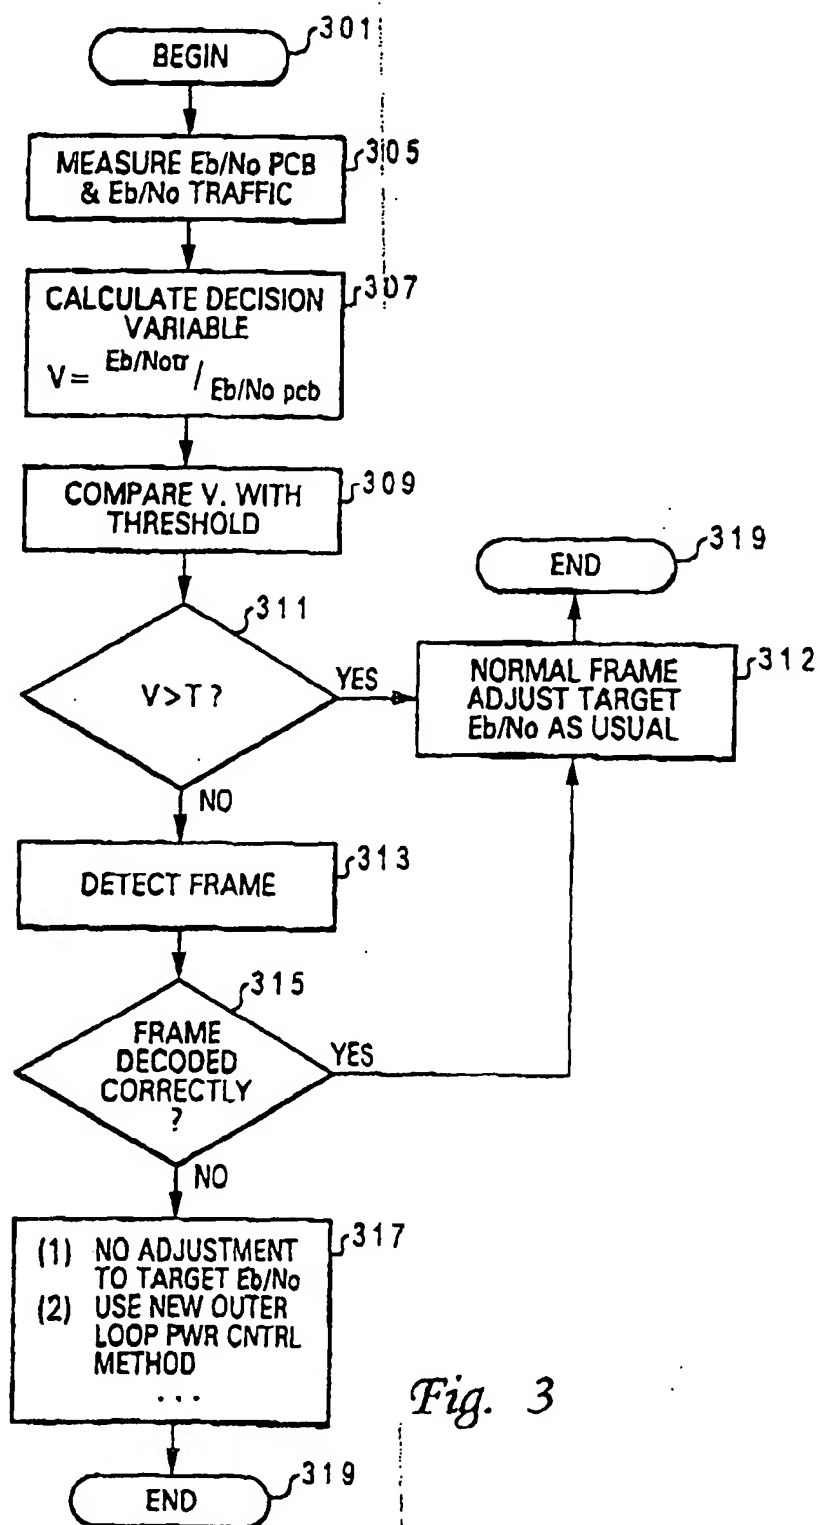 301
BEGIN
305
MEASURE Eb/No PCB
& Eb/No TRAFFIC
307
CALCULATE DECISION
VARIABLE
V = Eb/Notr / Eb/No pcb
309
COMPARE V. WITH
THRESHOLD
311
V>T ?
YES
NO
319
END
312
NORMAL FRAME
ADJUST TARGET
Eb/No AS USUAL
313
DETECT FRAME
315
FRAME
DECODED
CORRECTLY
?
YES
NO
317
(1) NO ADJUSTMENT
TO TARGET Eb/No
(2) USE NEW OUTER
LOOP PWR CNTRL
METHOD
. . .
319
END
Fig. 3